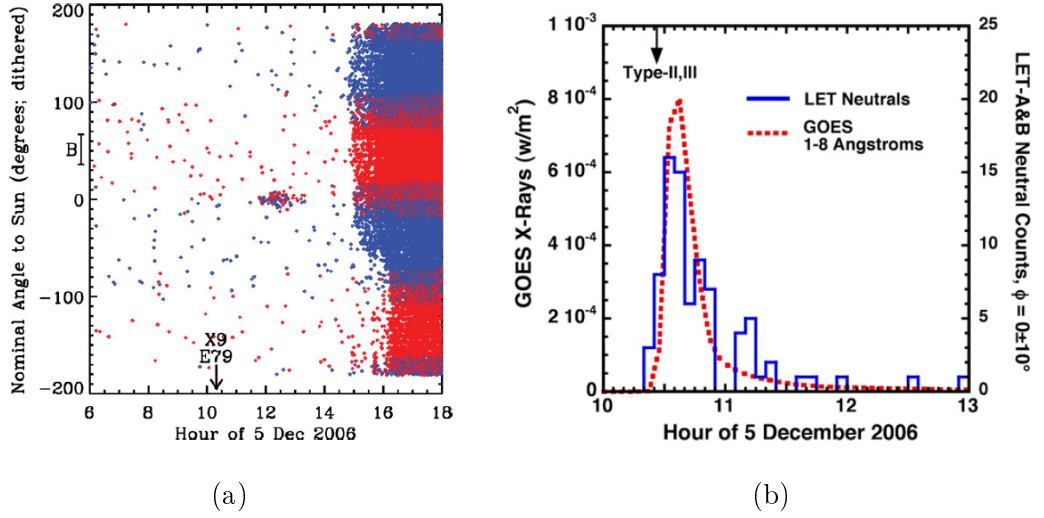 Nominal Angle to Sun (degrees; dithered)
200
100
B
0
−100
−200
X9
E79
6 8 10 12 14 16 18
Hour of 5 Dec 2006
(a)
GOES X-Rays (w/m²)
1 10⁻³
8 10⁻⁴
6 10⁻⁴
4 10⁻⁴
2 10⁻⁴
0
Type-II,III
LET Neutrals
GOES
1-8 Angstroms
25
20
15
10
5
0
LET-A&B Neutral Counts, ϕ = 0±10°
10 11 12 13
Hour of 5 December 2006
(b)